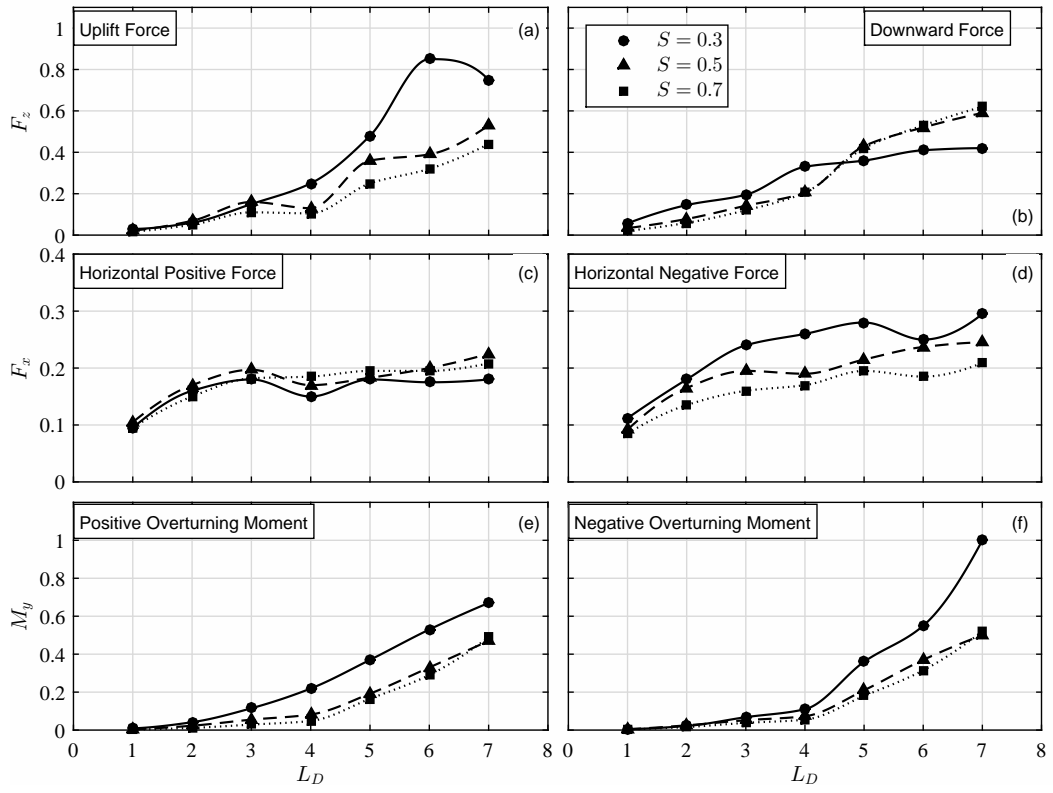 Uplift Force
(a)
1
0.8
0.6
0.4
0.2
0
F_z
S = 0.3
S = 0.5
S = 0.7
Downward Force
(b)
Horizontal Positive Force
(c)
0.4
0.3
0.2
0.1
0
F_x
Horizontal Negative Force
(d)
Positive Overturning Moment
(e)
1
0.8
0.6
0.4
0.2
0
M_y
0 1 2 3 4 5 6 7 8
L_D
Negative Overturning Moment
(f)
0 1 2 3 4 5 6 7 8
L_D